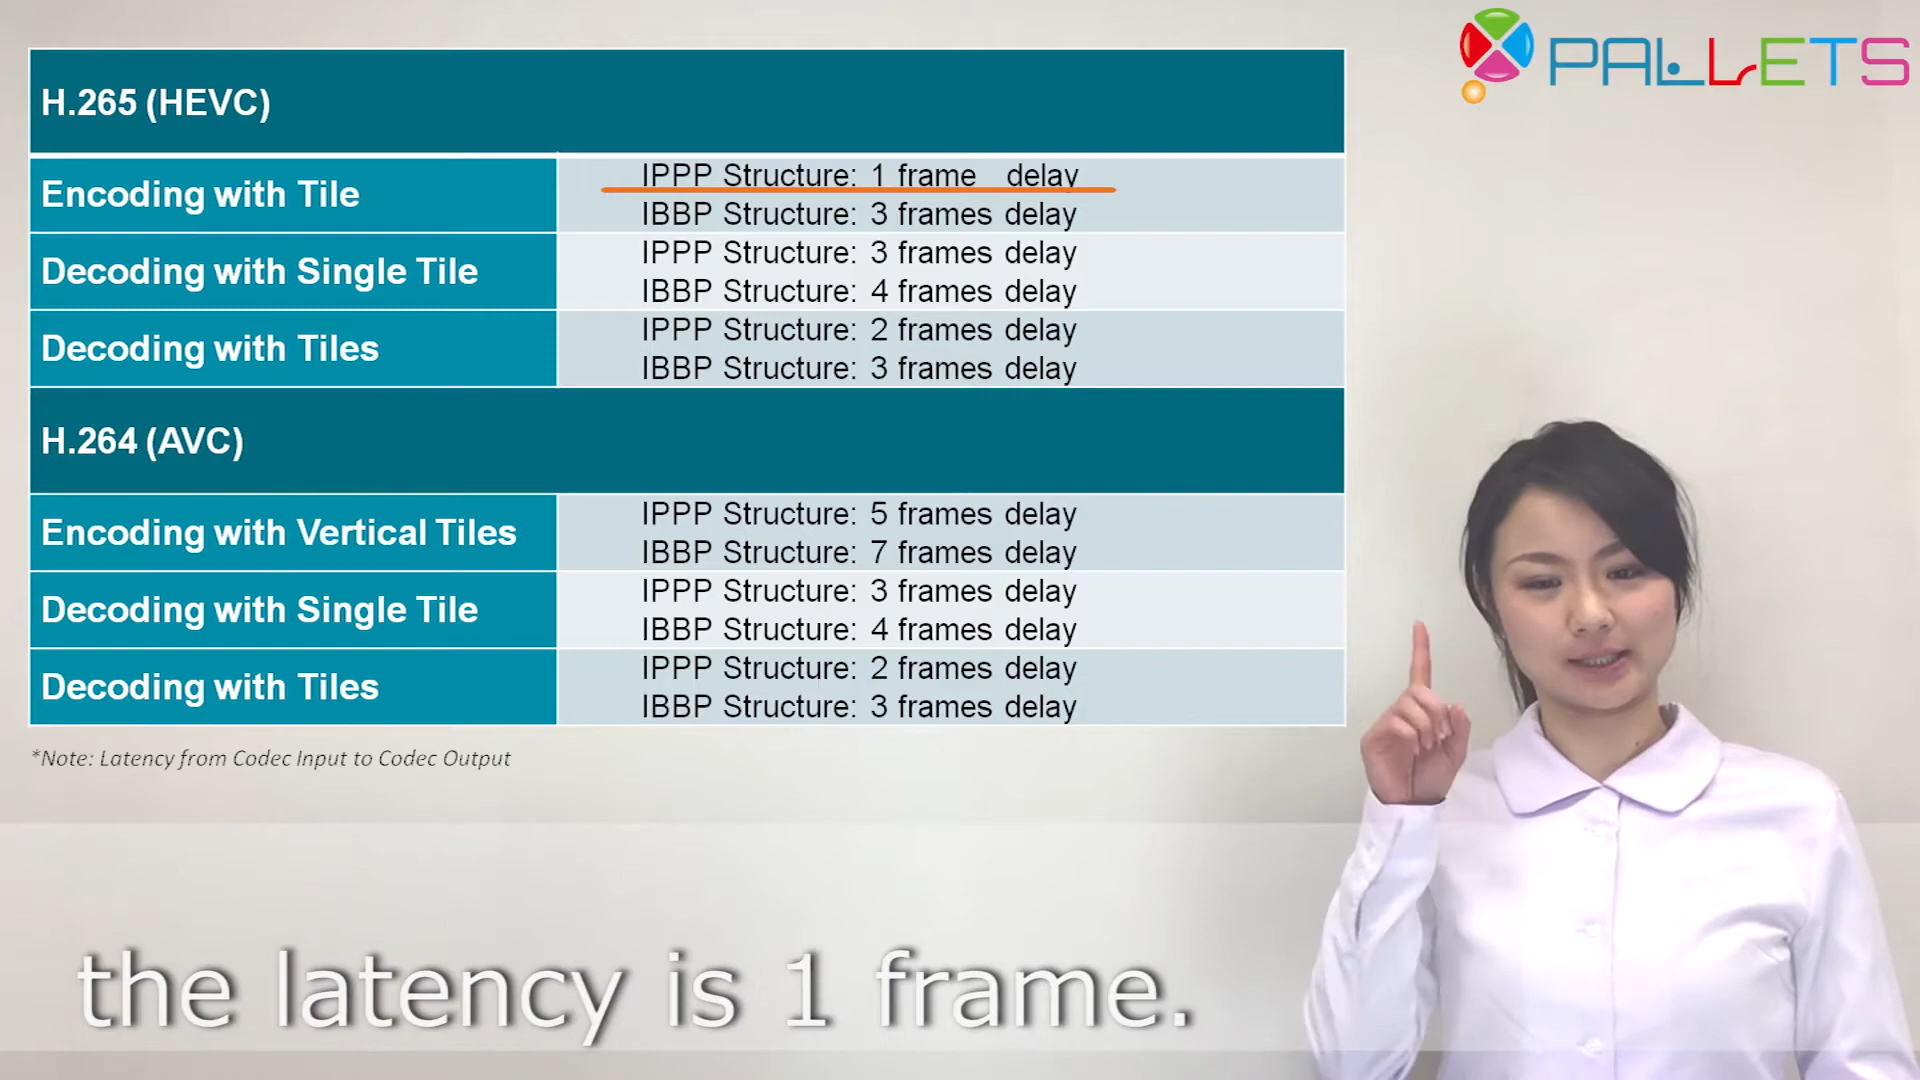 PALLETS
H.265 (HEVC)
Encoding with Tile
IPPP Structure: 1 frame delay
IBBP Structure: 3 frames delay
Decoding with Single Tile
IPPP Structure: 3 frames delay
IBBP Structure: 4 frames delay
Decoding with Tiles
IPPP Structure: 2 frames delay
IBBP Structure: 3 frames delay
H.264 (AVC)
Encoding with Vertical Tiles
IPPP Structure: 5 frames delay
IBBP Structure: 7 frames delay
Decoding with Single Tile
IPPP Structure: 3 frames delay
IBBP Structure: 4 frames delay
Decoding with Tiles
IPPP Structure: 2 frames delay
IBBP Structure: 3 frames delay
*Note: Latency from Codec Input to Codec Output
the latency is 1 frame.